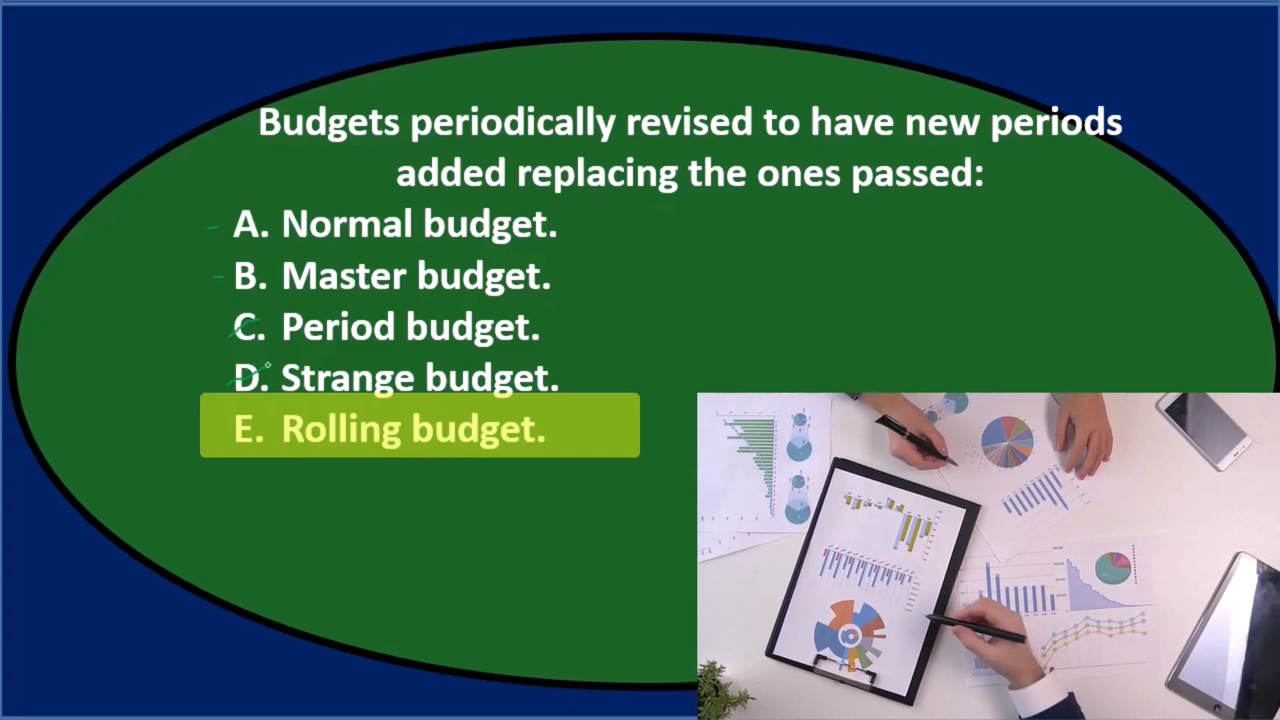 Budgets periodically revised to have new periods
added replacing the ones passed:
A. Normal budget.
B. Master budget.
C. Period budget.
D. Strange budget.
E. Rolling budget.